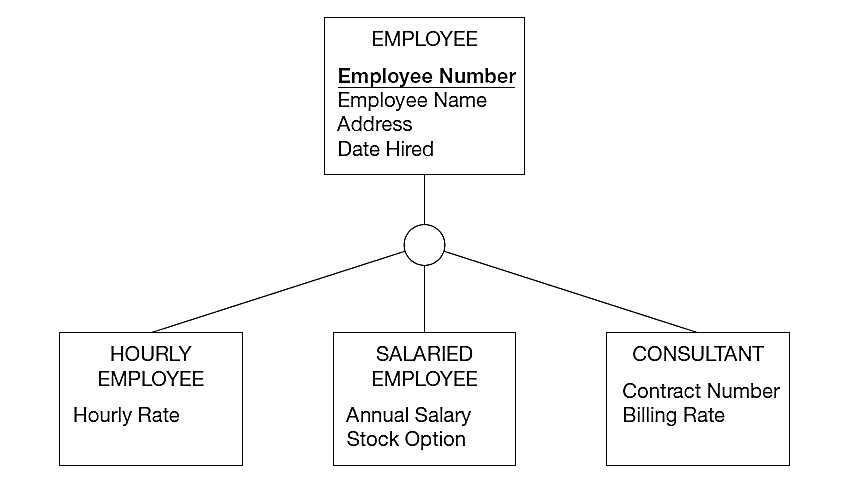 EMPLOYEE
Employee Number
Employee Name
Address
Date Hired
HOURLY
EMPLOYEE
Hourly Rate
SALARIED
EMPLOYEE
Annual Salary
Stock Option
CONSULTANT
Contract Number
Billing Rate